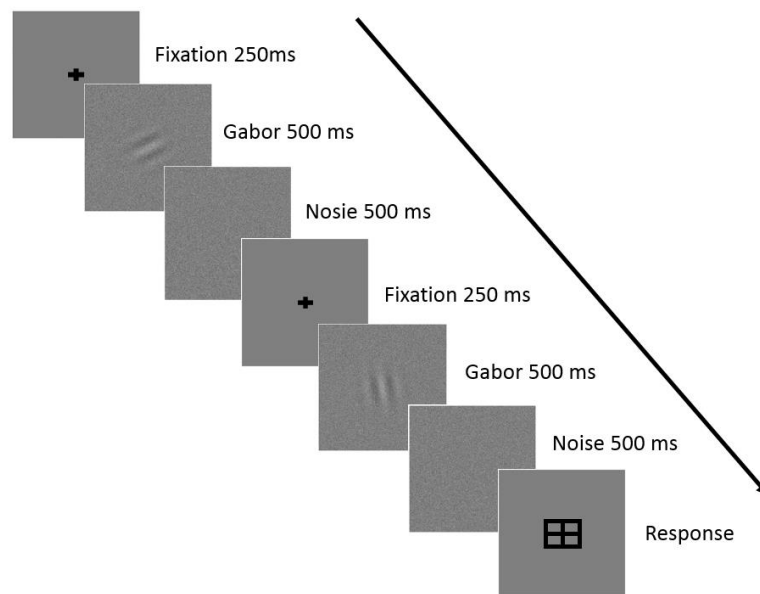 Fixation 250ms
Gabor 500 ms
Nosie 500 ms
Fixation 250 ms
Gabor 500 ms
Noise 500 ms
Response